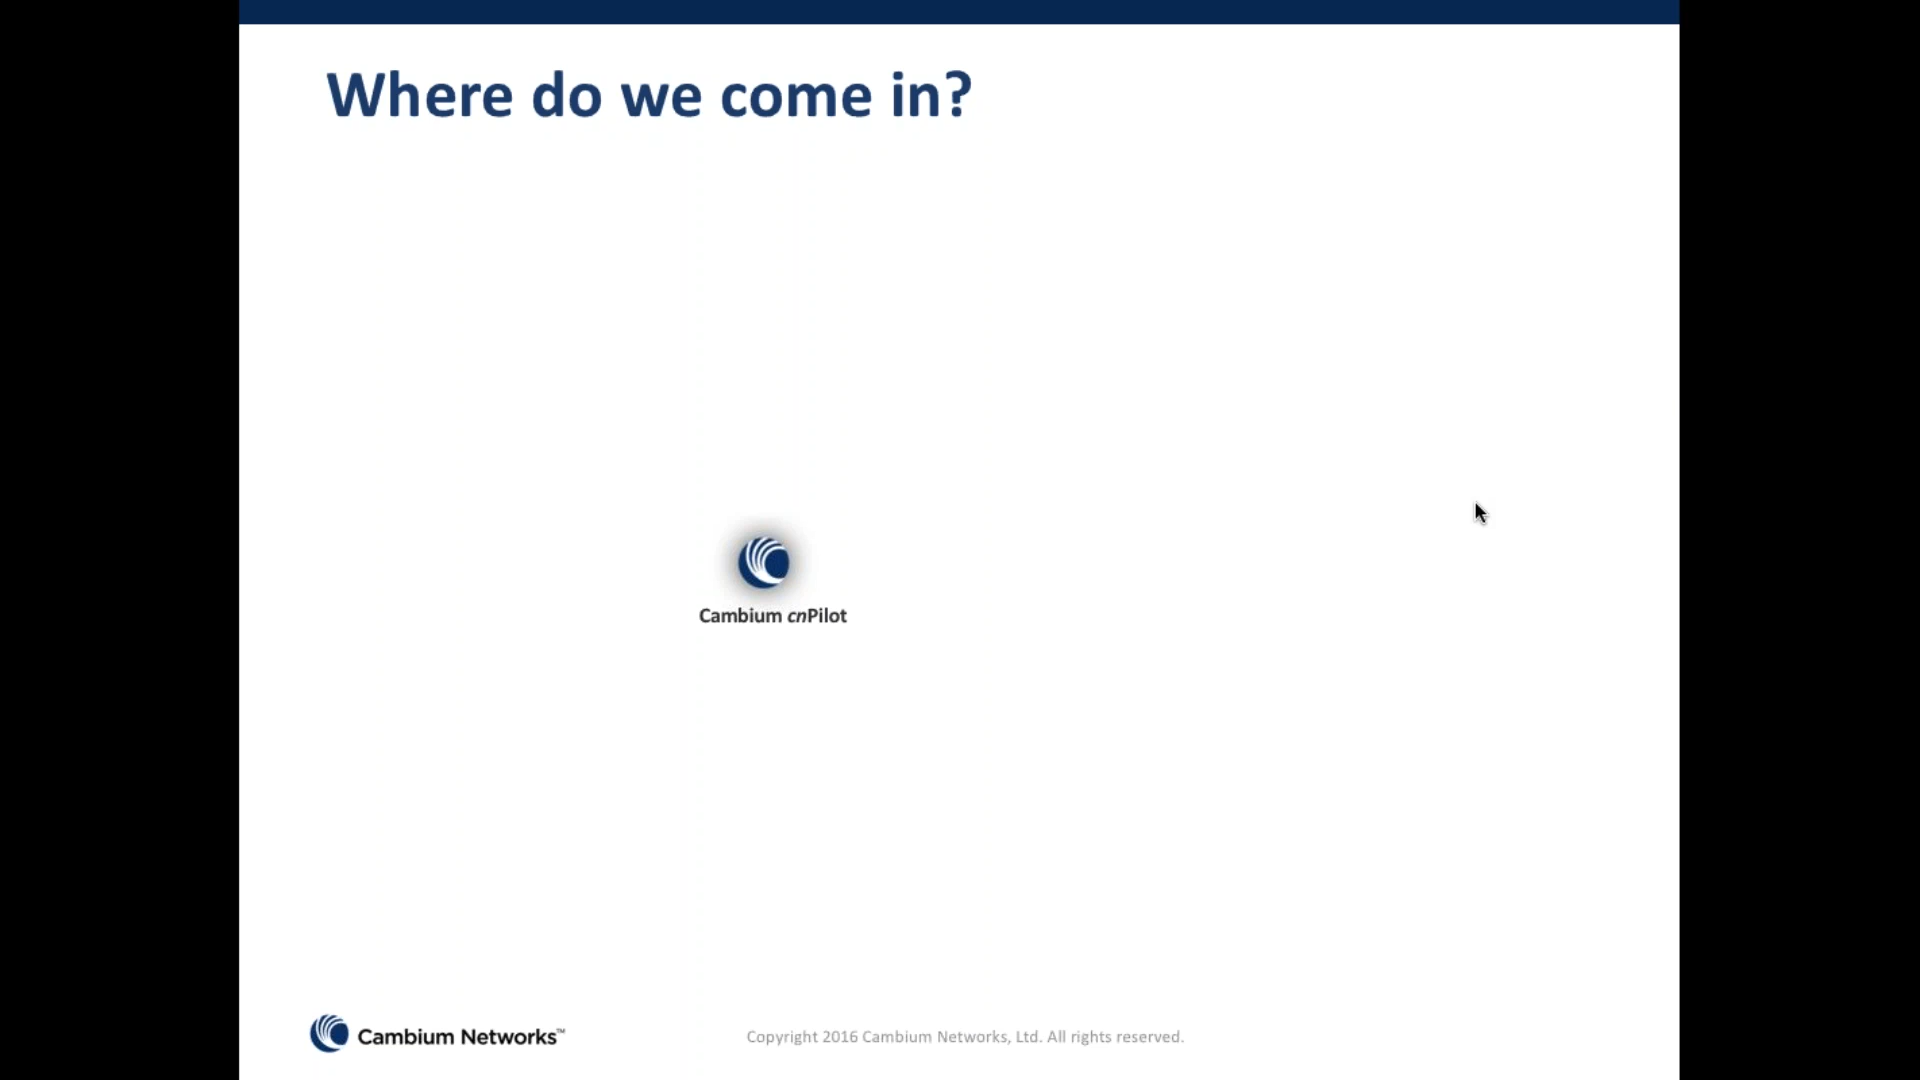 Where do we come in?
Cambium cnPilot
Cambium Networks™
Copyright 2016 Cambium Networks, Ltd. All rights reserved.